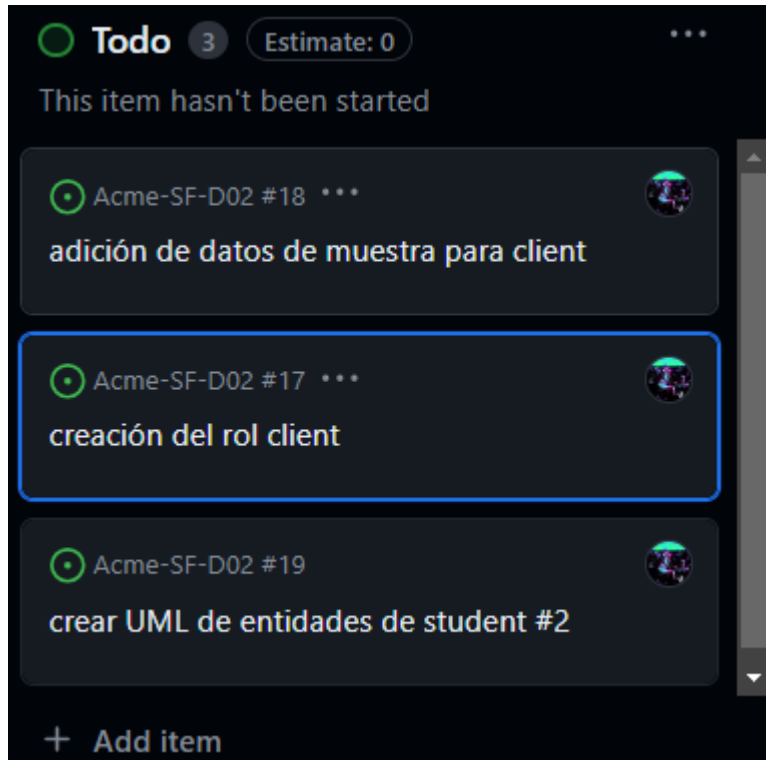 Todo 3 Estimate: 0 ...
This item hasn't been started
Acme-SF-D02 #18 ...
adición de datos de muestra para client
Acme-SF-D02 #17 ...
creación del rol client
Acme-SF-D02 #19
crear UML de entidades de student #2
+ Add item